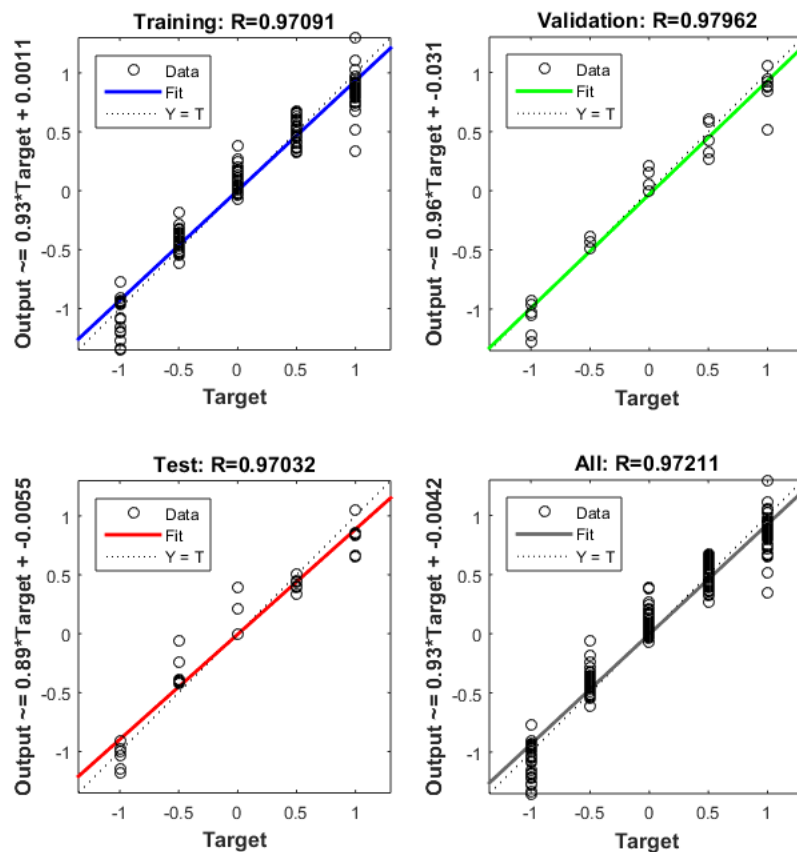 Training: R=0.97091
Output ~= 0.93*Target + 0.0011
1
0.5
0
-0.5
-1
Data
Fit
Y = T
-1
-0.5
0
0.5
1
Target
Validation: R=0.97962
Output ~= 0.96*Target + -0.031
1
0.5
0
-0.5
-1
Data
Fit
Y = T
-1
-0.5
0
0.5
1
Target
Test: R=0.97032
Output ~= 0.89*Target + -0.0055
1
0.5
0
-0.5
-1
Data
Fit
Y = T
-1
-0.5
0
0.5
1
Target
All: R=0.97211
Output ~= 0.93*Target + -0.0042
1
0.5
0
-0.5
-1
Data
Fit
Y = T
-1
-0.5
0
0.5
1
Target